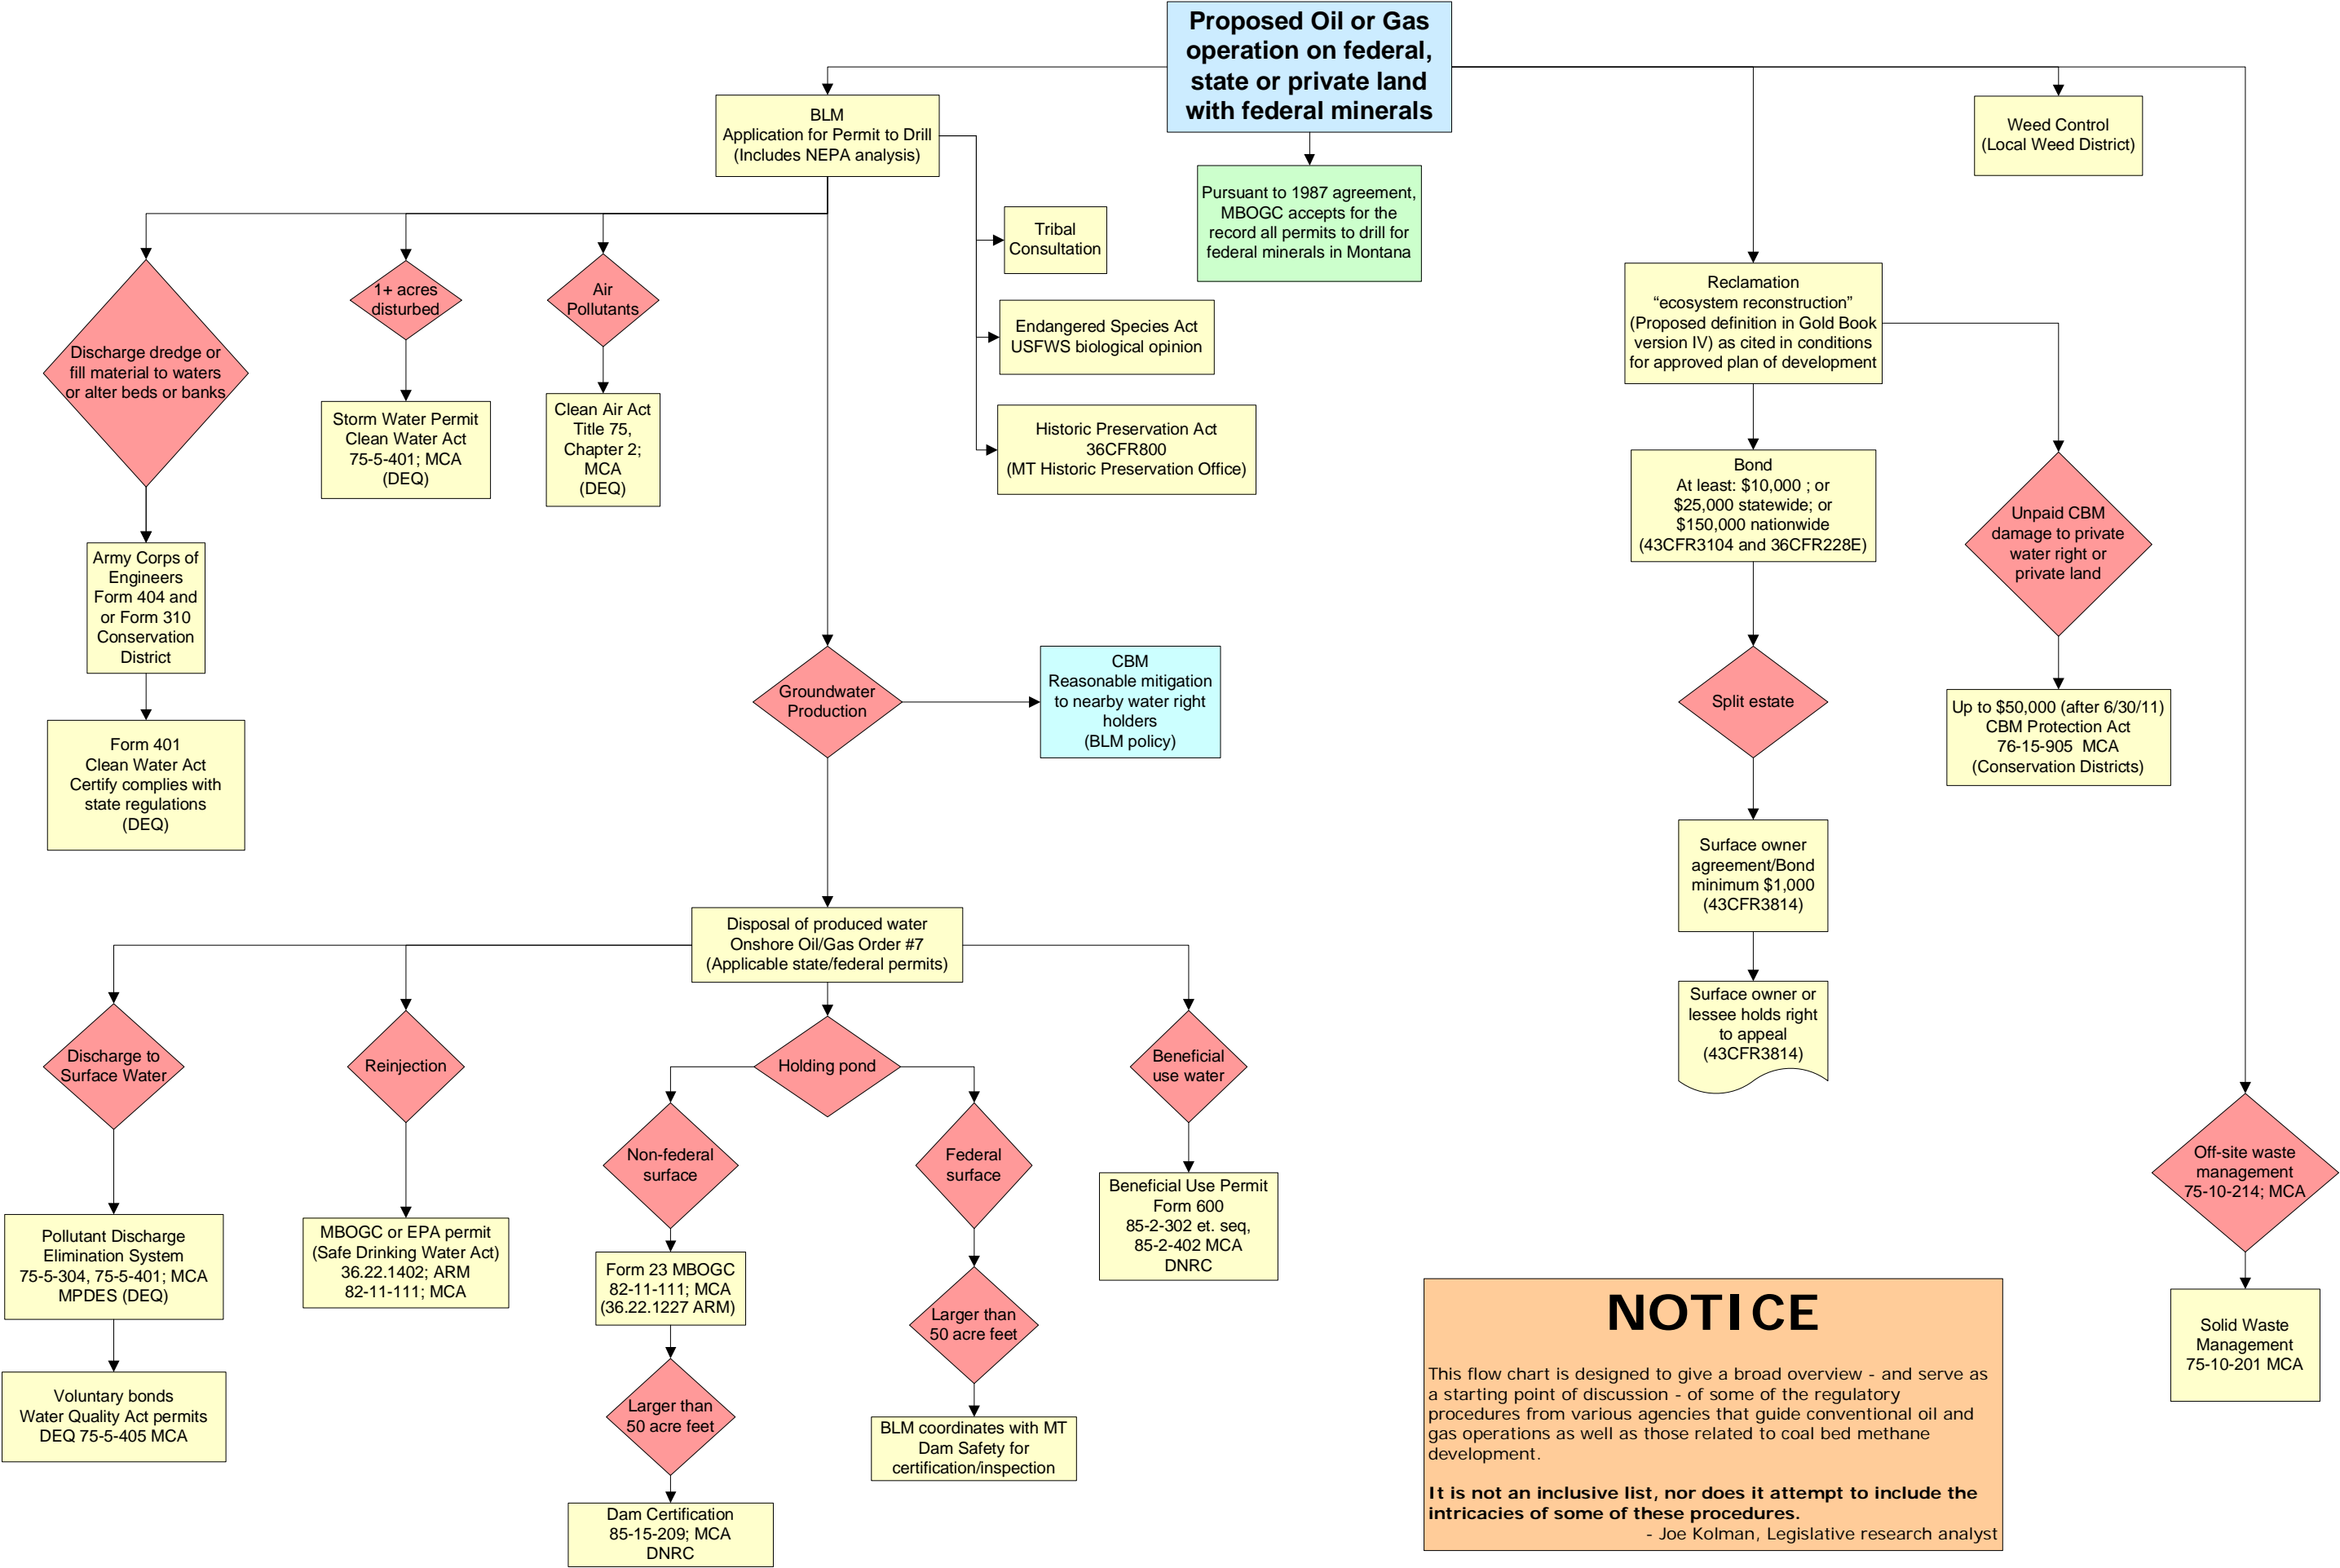 Proposed Oil or Gas
operation on federal,
state or private land
with federal minerals
BLM
Application for Permit to Drill
(Includes NEPA analysis)
Weed Control
(Local Weed District)
Pursuant to 1987 agreement,
MBOGC accepts for the
record all permits to drill for
federal minerals in Montana
Tribal
Consultation
Endangered Species Act
USFWS biological opinion
Historic Preservation Act
36CFR800
(MT Historic Preservation Office)
Discharge dredge or
fill material to waters
or alter beds or banks
1+ acres
disturbed
Air
Pollutants
Storm Water Permit
Clean Water Act
75-5-401; MCA
(DEQ)
Clean Air Act
Title 75,
Chapter 2;
MCA
(DEQ)
Army Corps of
Engineers
Form 404 and
or Form 310
Conservation
District
Form 401
Clean Water Act
Certify complies with
state regulations
(DEQ)
Reclamation
“ecosystem reconstruction”
(Proposed definition in Gold Book
version IV) as cited in conditions
for approved plan of development
Bond
At least: $10,000 ; or
$25,000 statewide; or
$150,000 nationwide
(43CFR3104 and 36CFR228E)
Unpaid CBM
damage to private
water right or
private land
Groundwater
Production
CBM
Reasonable mitigation
to nearby water right
holders
(BLM policy)
Split estate
Up to $50,000 (after 6/30/11)
CBM Protection Act
76-15-905  MCA
(Conservation Districts)
Surface owner
agreement/Bond
minimum $1,000
(43CFR3814)
Surface owner or
lessee holds right
to appeal
(43CFR3814)
Disposal of produced water
Onshore Oil/Gas Order #7
(Applicable state/federal permits)
Discharge to
Surface Water
Reinjection
Holding pond
Beneficial
use water
Non-federal
surface
Federal
surface
Pollutant Discharge
Elimination System
75-5-304, 75-5-401; MCA
MPDES (DEQ)
MBOGC or EPA permit
(Safe Drinking Water Act)
36.22.1402; ARM
82-11-111; MCA
Form 23 MBOGC
82-11-111; MCA
(36.22.1227 ARM)
Larger than
50 acre feet
Beneficial Use Permit
Form 600
85-2-302 et. seq,
85-2-402 MCA
DNRC
Voluntary bonds
Water Quality Act permits
DEQ 75-5-405 MCA
Larger than
50 acre feet
BLM coordinates with MT
Dam Safety for
certification/inspection
Dam Certification
85-15-209; MCA
DNRC
Off-site waste
management
75-10-214; MCA
Solid Waste
Management
75-10-201 MCA
NOTICE
This flow chart is designed to give a broad overview - and serve as
a starting point of discussion - of some of the regulatory
procedures from various agencies that guide conventional oil and
gas operations as well as those related to coal bed methane
development.
It is not an inclusive list, nor does it attempt to include the
intricacies of some of these procedures.
- Joe Kolman, Legislative research analyst